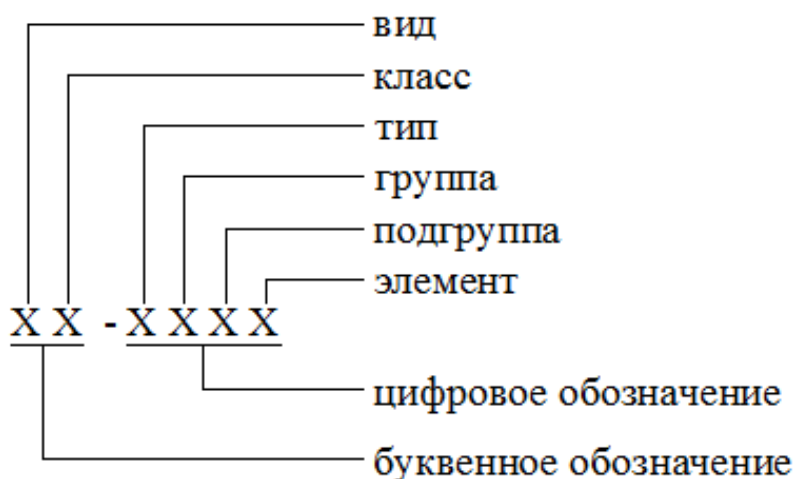 вид
класс
тип
группа
подгруппа
элемент
Х Х - Х Х Х Х
цифровое обозначение
буквенное обозначение